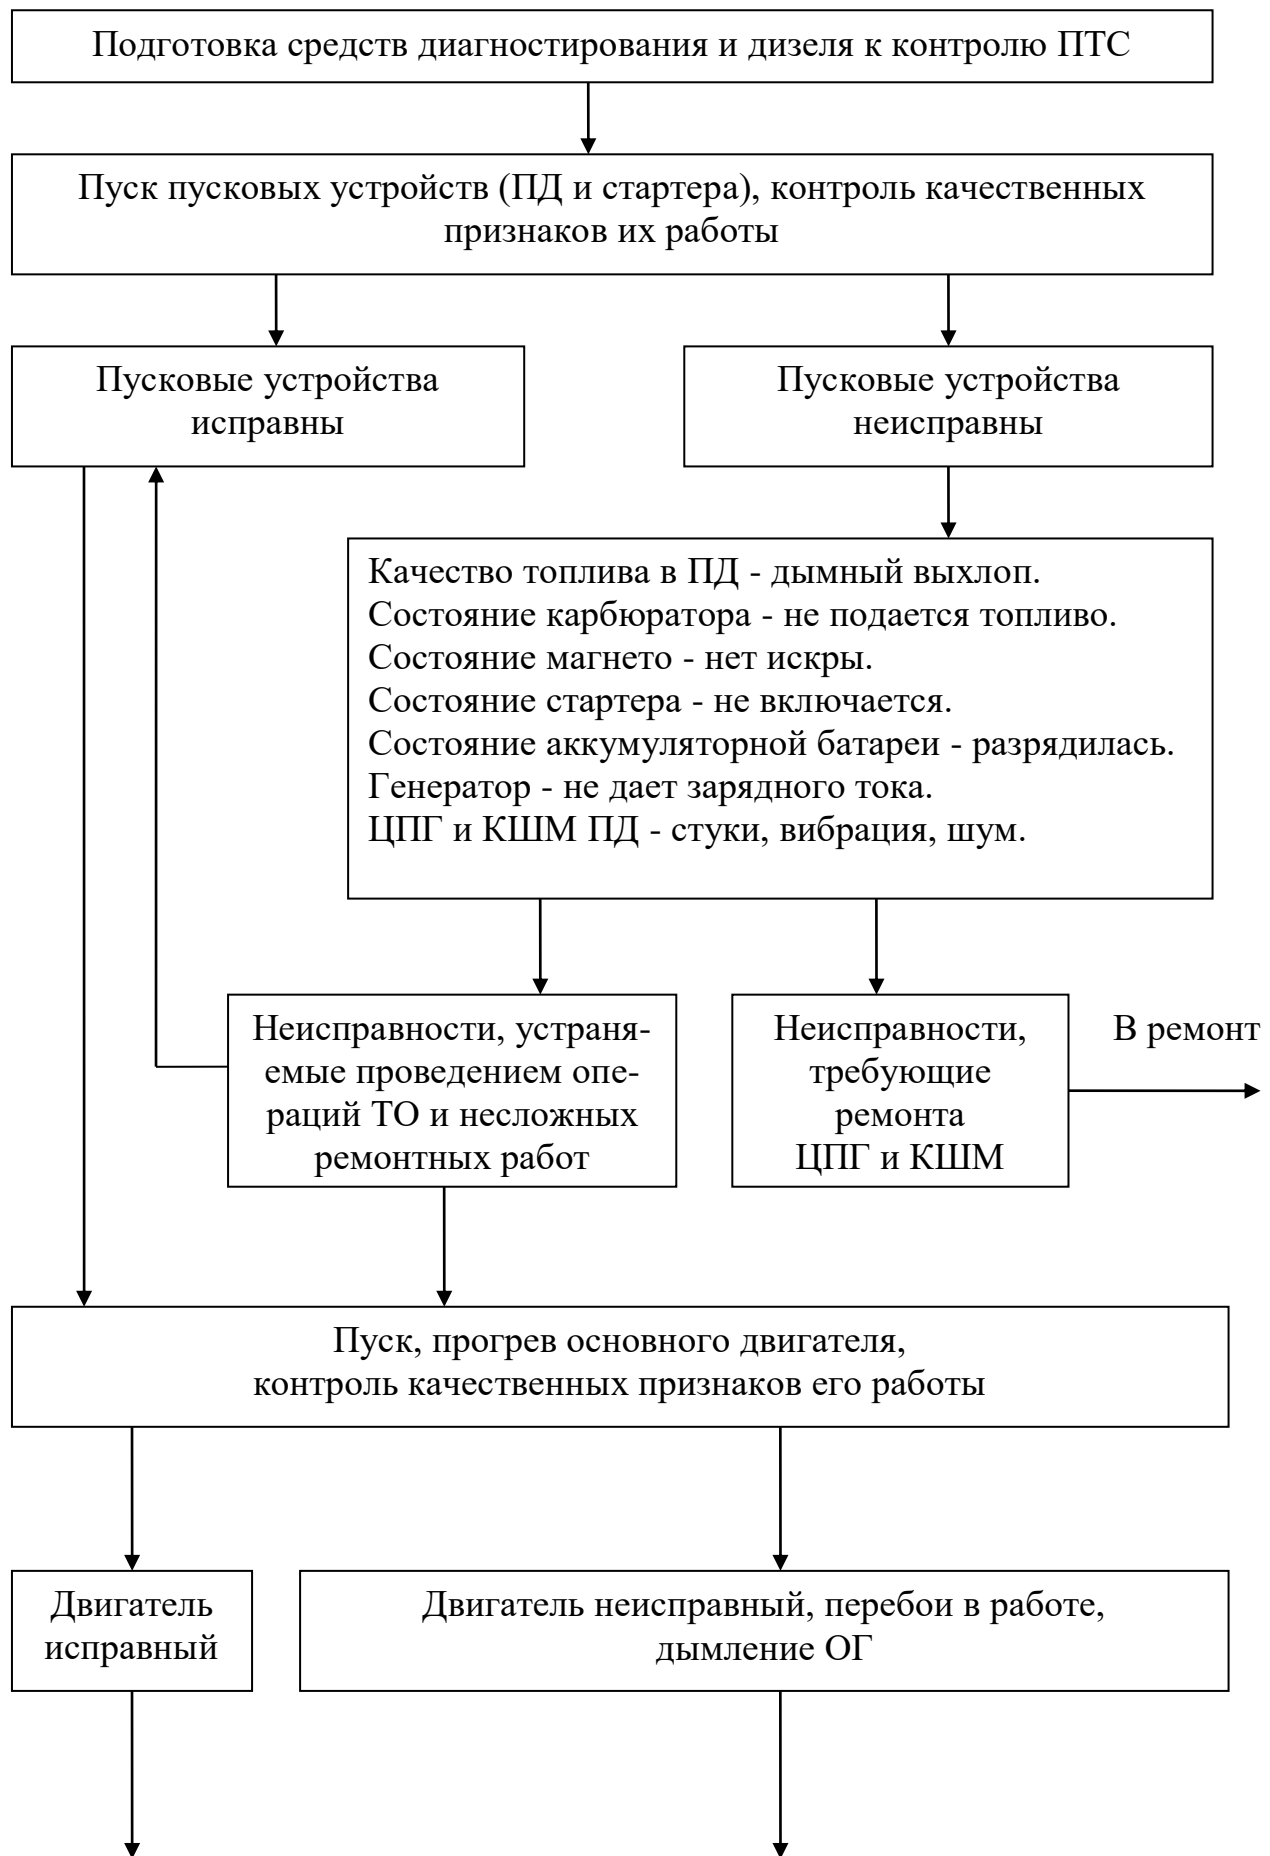 Подготовка средств диагностирования и дизеля к контролю ПТС
Пуск пусковых устройств (ПД и стартера), контроль качественных
признаков их работы
Пусковые устройства
исправны
Пусковые устройства
неисправны
Качество топлива в ПД - дымный выхлоп.
Состояние карбюратора - не подается топливо.
Состояние магнето - нет искры.
Состояние стартера - не включается.
Состояние аккумуляторной батареи - разрядилась.
Генератор - не дает зарядного тока.
ЦПГ и КШМ ПД - стуки, вибрация, шум.
Неисправности, устраня-
емые проведением опе-
раций ТО и несложных
ремонтных работ
Неисправности,
требующие
ремонта
ЦПГ и КШМ
В ремонт
Пуск, прогрев основного двигателя,
контроль качественных признаков его работы
Двигатель
исправный
Двигатель неисправный, перебои в работе,
дымление ОГ